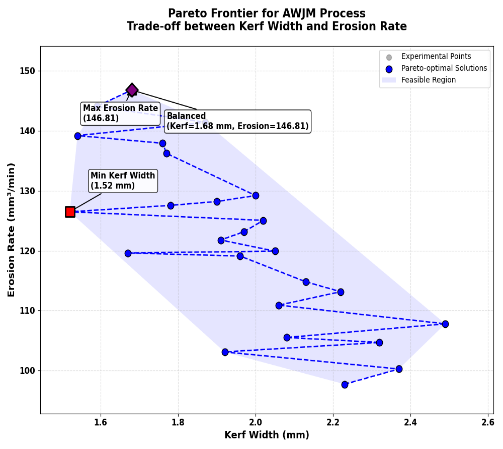 Pareto Frontier for AWJM Process
Trade-off between Kerf Width and Erosion Rate
Experimental Points
Pareto-optimal Solutions
Feasible Region
Max Erosion Rate
(146.81)
Balanced
(Kerf=1.68 mm, Erosion=146.81)
Min Kerf Width
(1.52 mm)
Erosion Rate (mm³/min)
150
140
130
120
110
100
1.6 1.8 2.0 2.2 2.4 2.6
Kerf Width (mm)